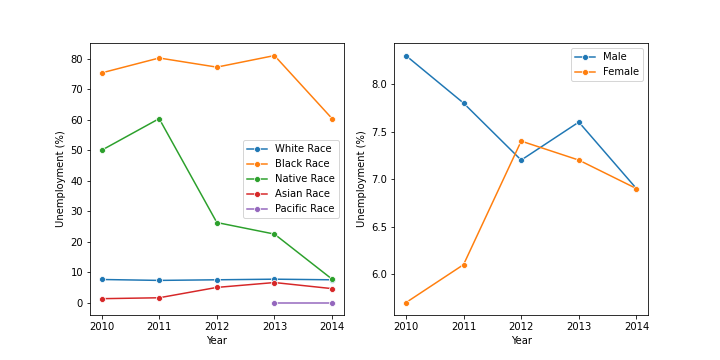 80
70
60
50
40
30
20
10
0
Unemployment (%)
2010 2011 2012 2013 2014
Year
White Race
Black Race
Native Race
Asian Race
Pacific Race
8.0
7.5
7.0
6.5
6.0
Unemployment (%)
2010 2011 2012 2013 2014
Year
Male
Female